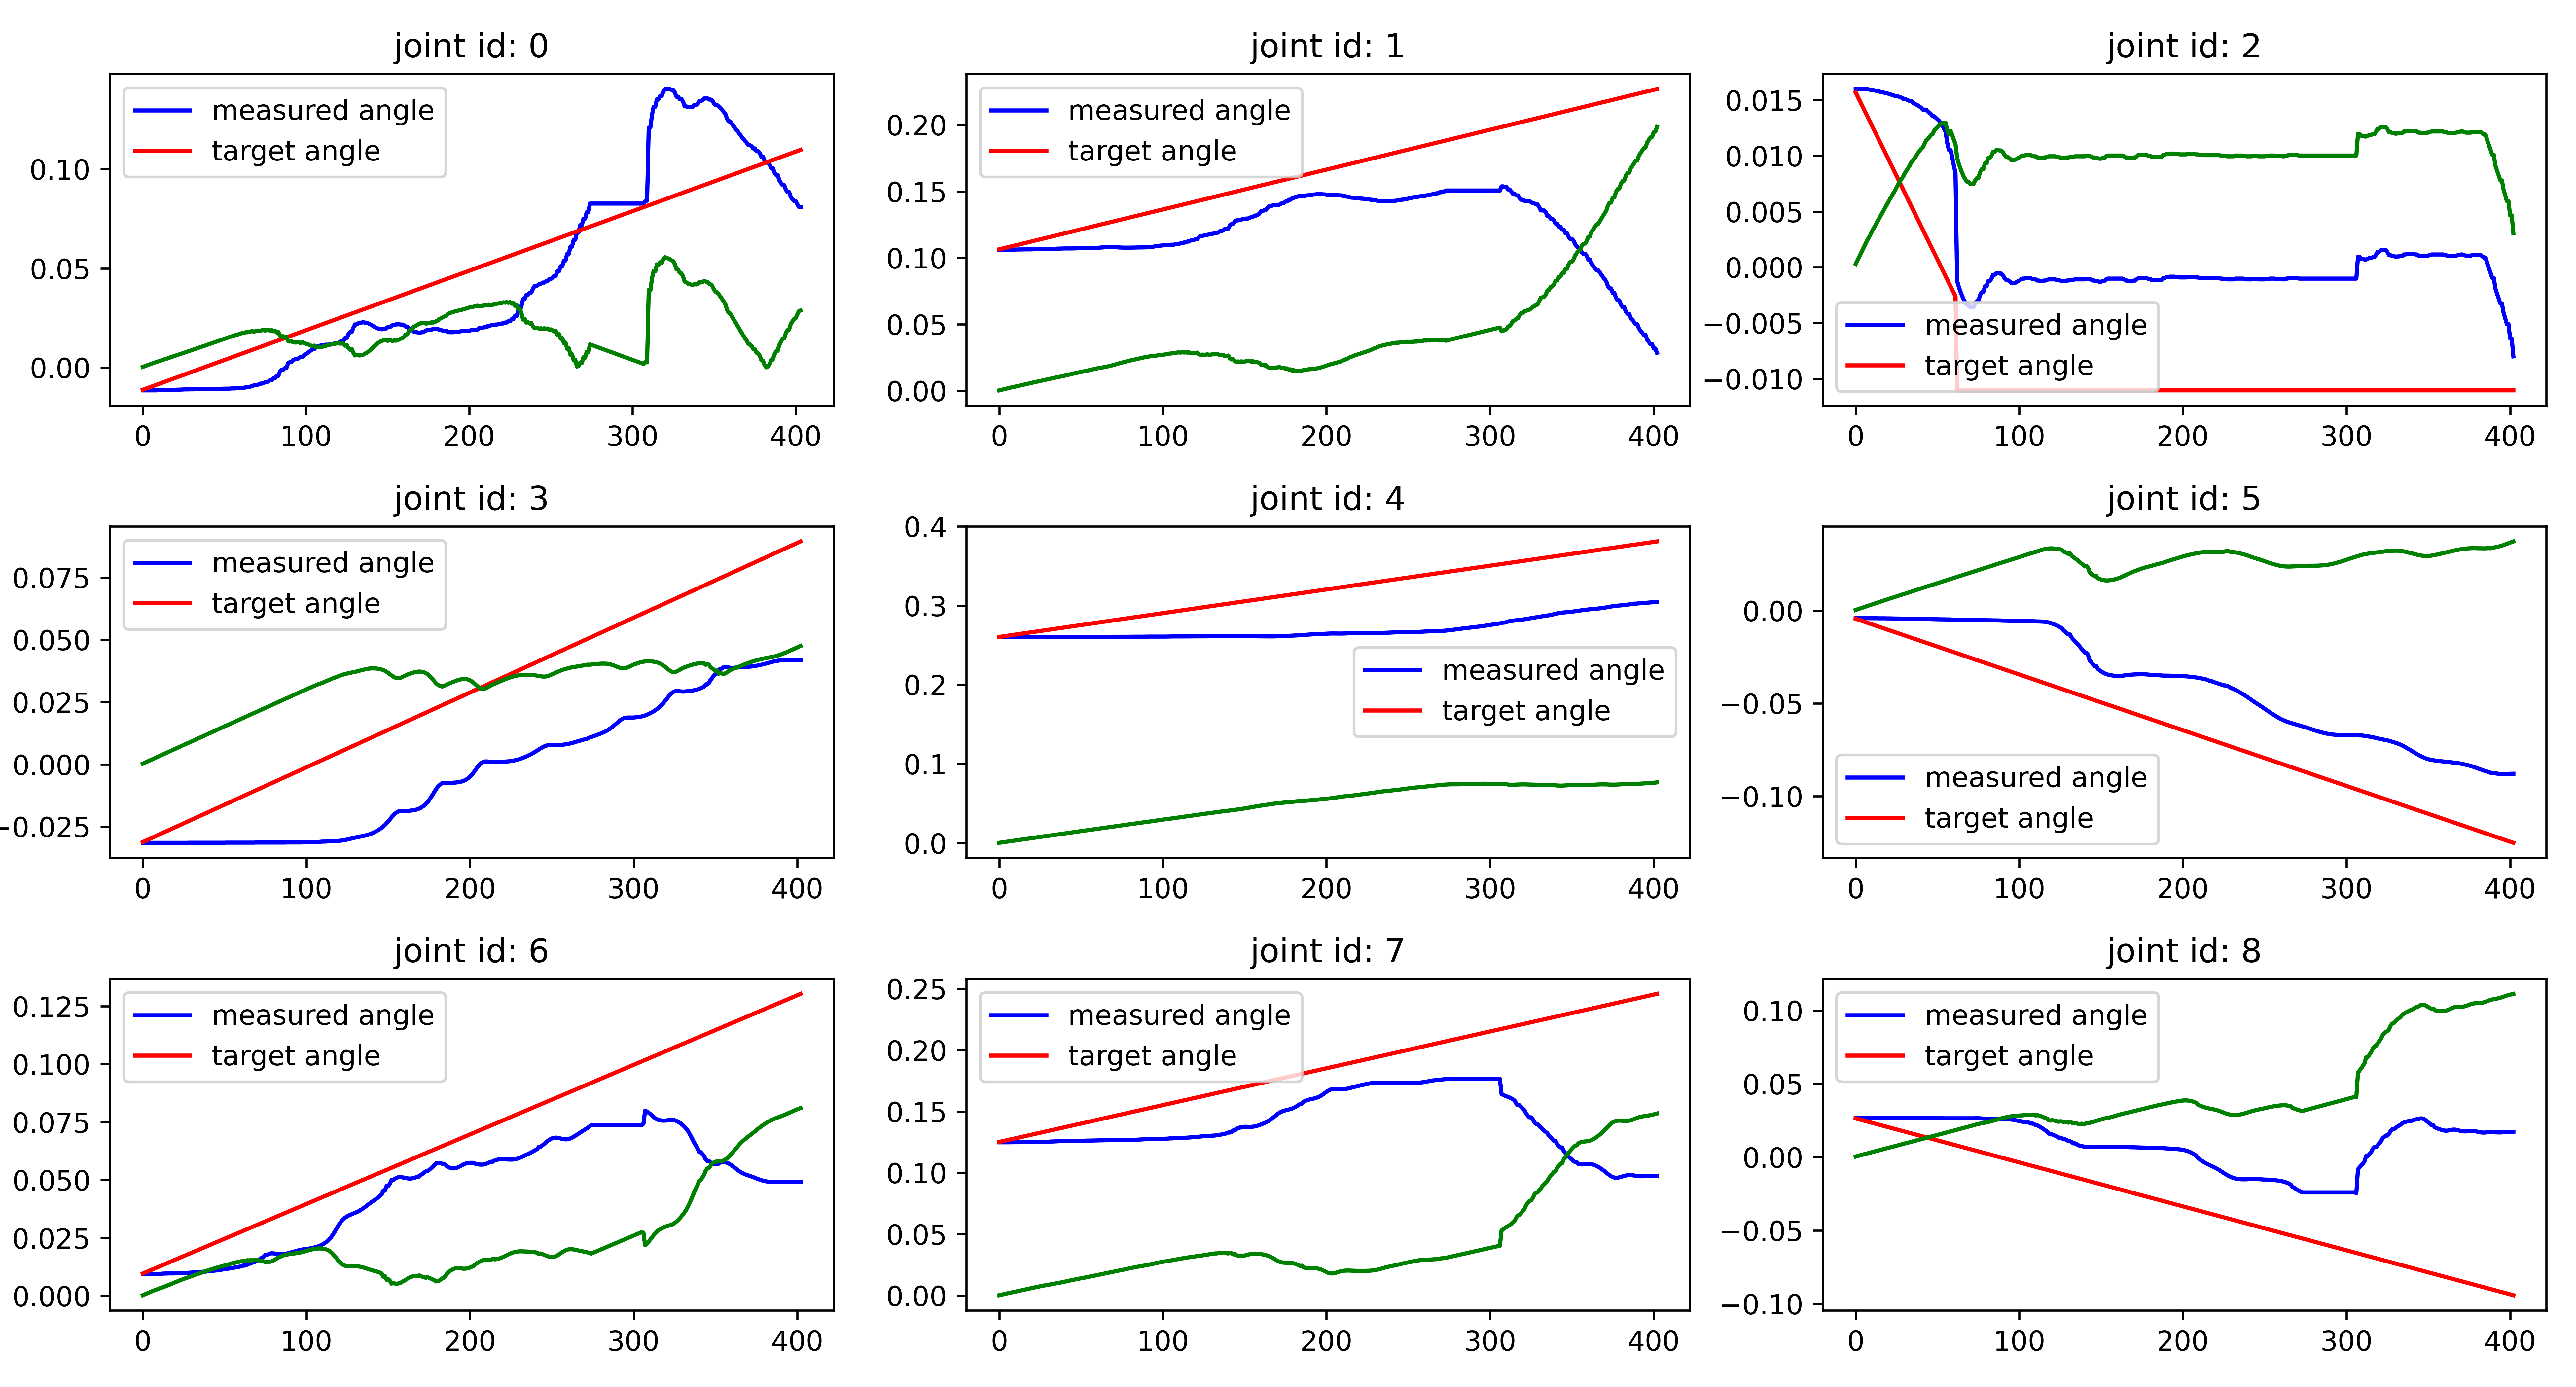 joint id: 0
measured angle
target angle
0.10
0.05
0.00
0 100 200 300 400
joint id: 1
measured angle
target angle
0.20
0.15
0.10
0.05
0.00
0 100 200 300 400
joint id: 2
0.015
0.010
0.005
0.000
−0.005
−0.010
measured angle
target angle
0 100 200 300 400
joint id: 3
measured angle
target angle
0.075
0.050
0.025
0.000
−0.025
0 100 200 300 400
joint id: 4
0.4
0.3
0.2
0.1
0.0
measured angle
target angle
0 100 200 300 400
joint id: 5
0.00
−0.05
−0.10
measured angle
target angle
0 100 200 300 400
joint id: 6
measured angle
target angle
0.125
0.100
0.075
0.050
0.025
0.000
0 100 200 300 400
joint id: 7
measured angle
target angle
0.25
0.20
0.15
0.10
0.05
0.00
0 100 200 300 400
joint id: 8
measured angle
target angle
0.10
0.05
0.00
−0.05
−0.10
0 100 200 300 400